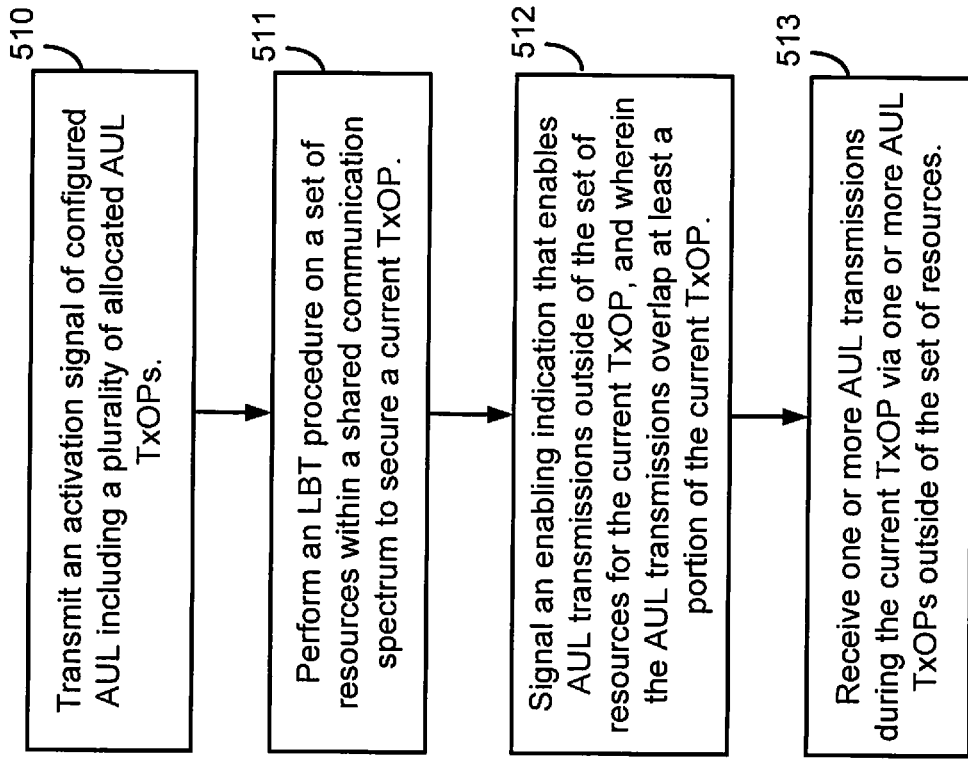 510
Transmit an activation signal of configured
AUL including a plurality of allocated AUL
TxOPs.
511
Perform an LBT procedure on a set of
resources within a shared communication
spectrum to secure a current TxOP.
512
Signal an enabling indication that enables
AUL transmissions outside of the set of
resources for the current TxOP, and wherein
the AUL transmissions overlap at least a
portion of the current TxOP.
513
Receive one or more AUL transmissions
during the current TxOP via one or more AUL
TxOPs outside of the set of resources.